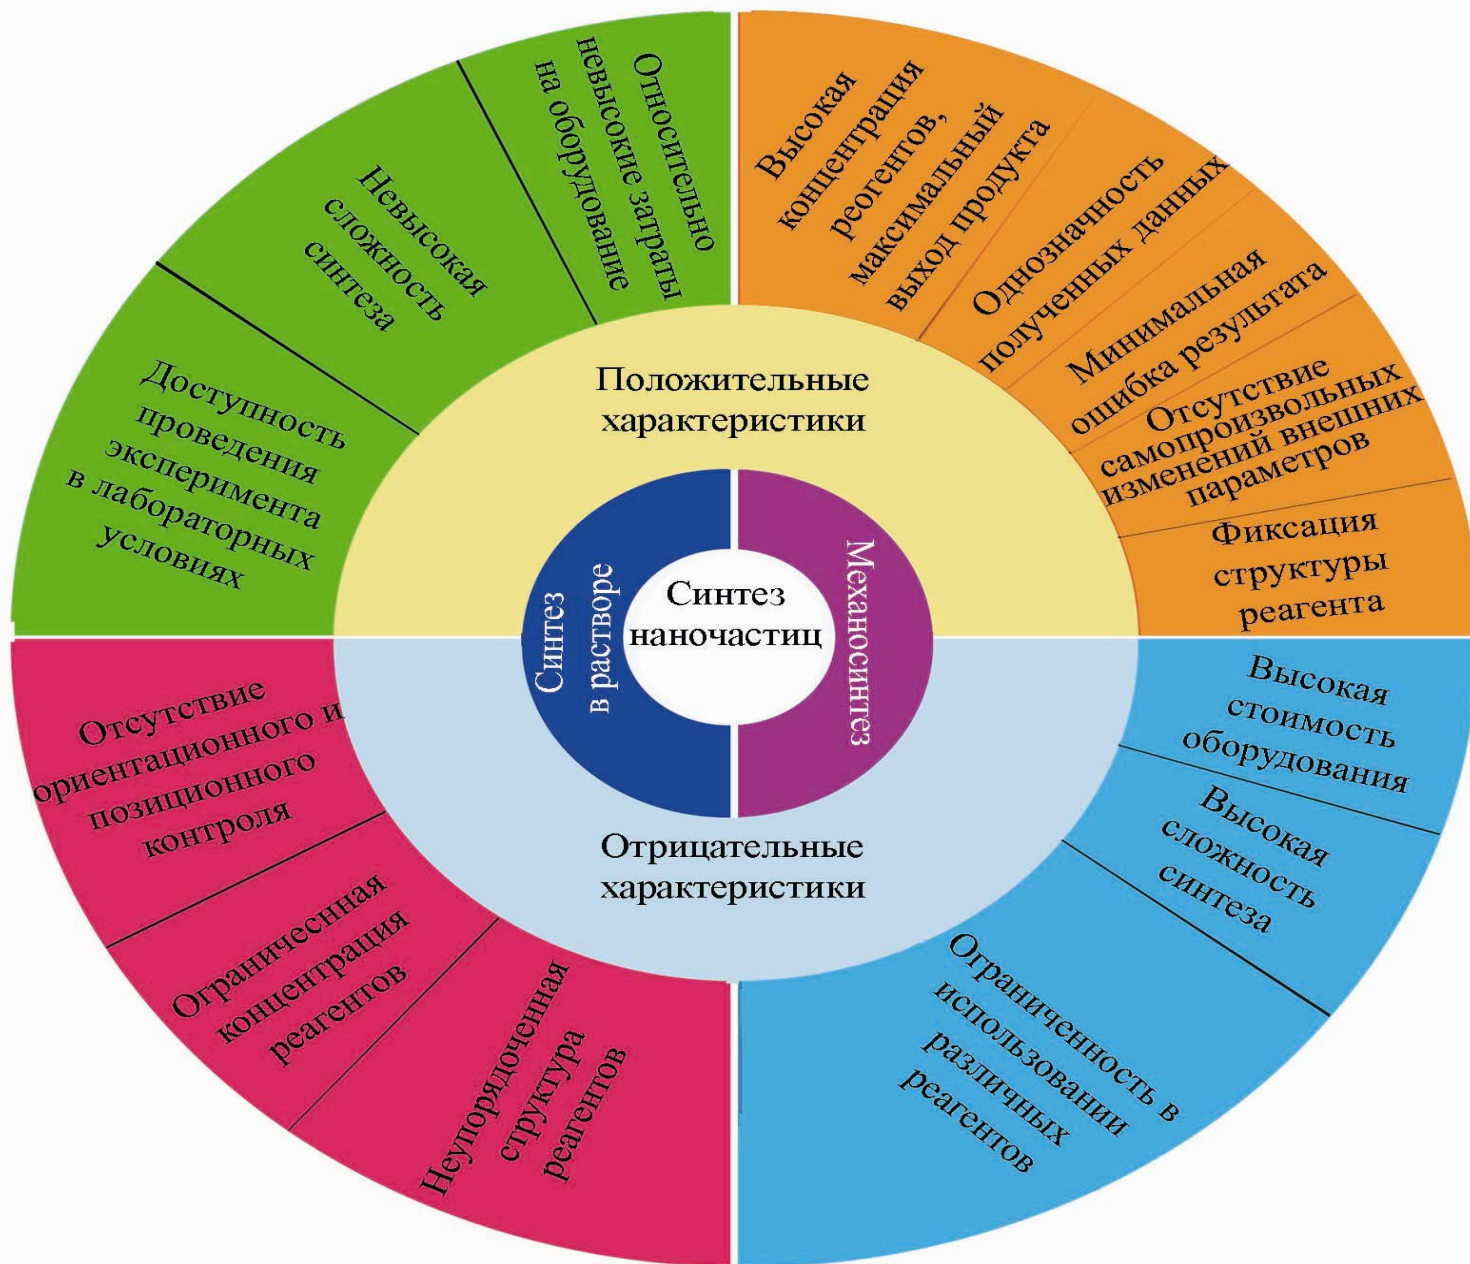 Относительно
невысокие затраты
на оборудование
Невысокая
сложность
синтеза
Доступность
проведения
эксперимента
в лабораторных
условиях
Высокая
концентрация
реогентов,
максимальный
выход продукта
Однозначность
полученных данных
Минимальная
ошибка результата
Отсутствие
самопроизвольных
изменений внешних
параметров
Фиксация
структуры
реагента
Положительные
характеристики
Синтез
в растворе
Синтез
наночастиц
Механосинтез
Отрицательные
характеристики
Отсутствие
ориентационного и
позиционного
контроля
Ограничеснная
концентрация
реагентов
Неупорядоченная
структура
реагентов
Высокая
стоимость
оборудования
Высокая
сложность
синтеза
Ограниченность в
использовании
различных
реагентов